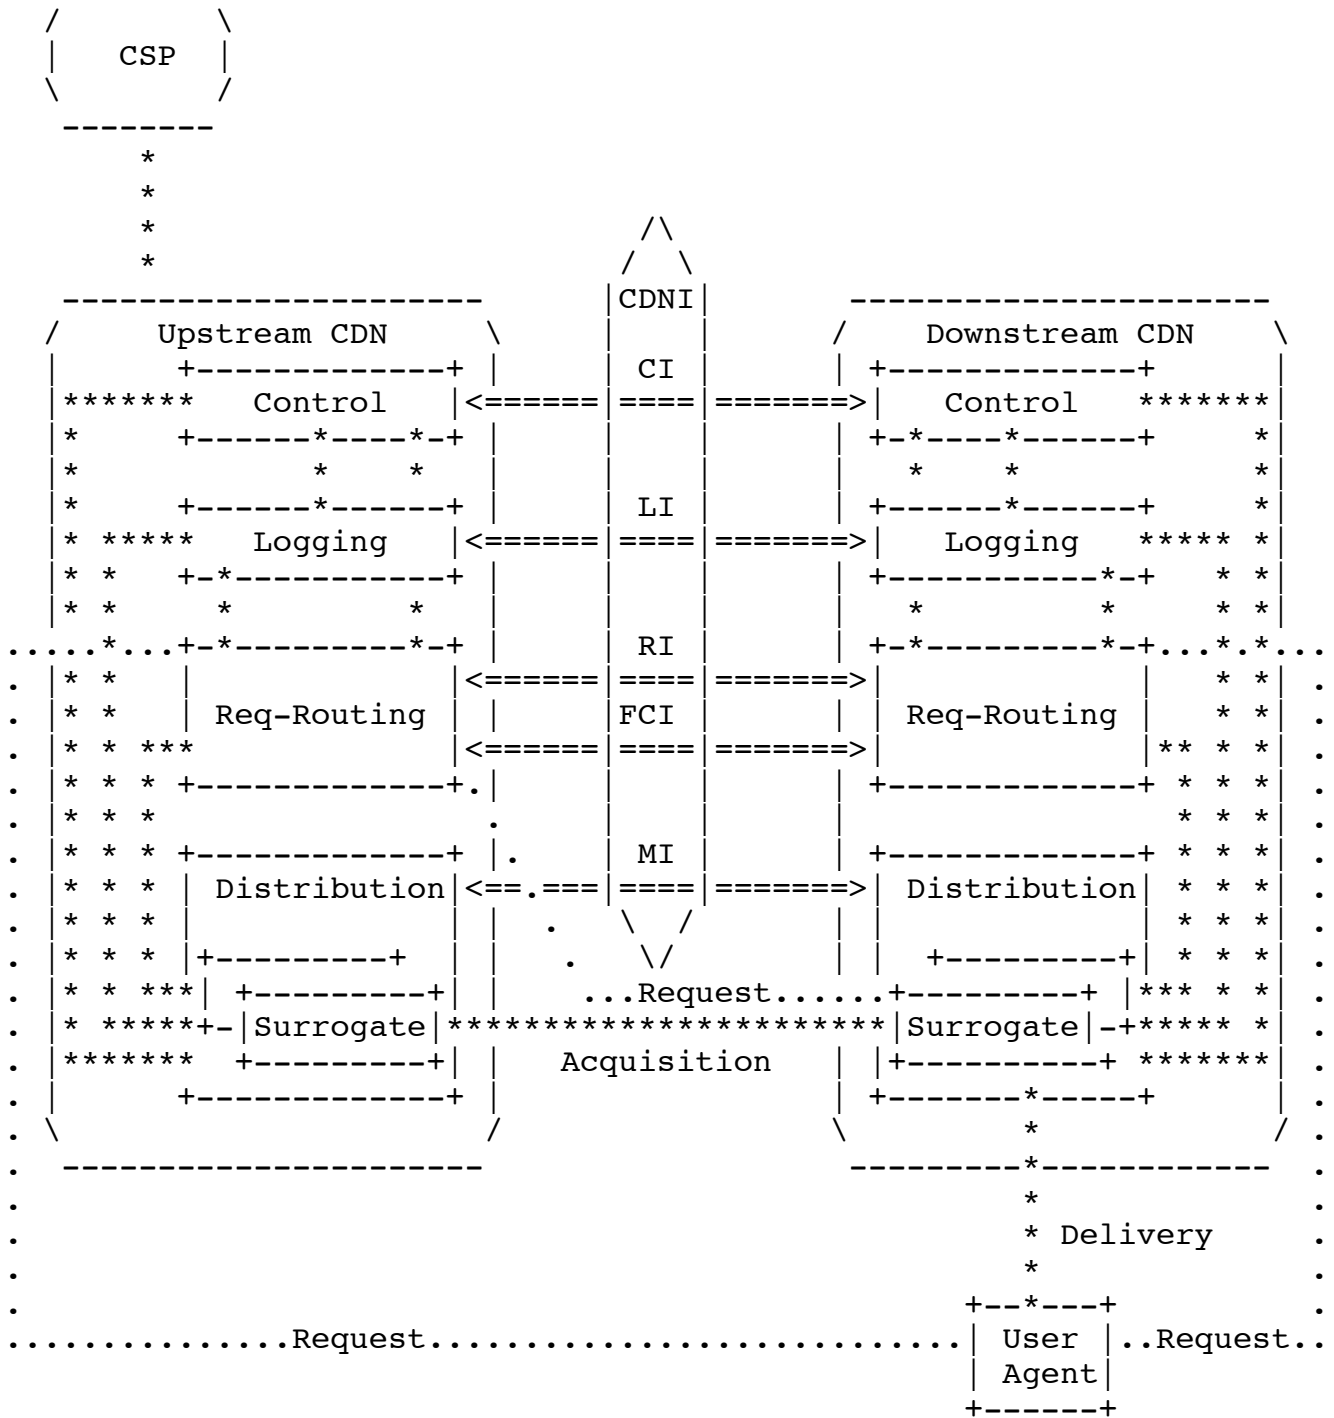 CSP
CDNI
Upstream CDN Downstream CDN
CI
Control Control
LI
Logging Logging
RI
Req-Routing FCI Req-Routing
MI
Distribution Distribution
Request
Surrogate Surrogate
Acquisition
Delivery
Request User Request
Agent